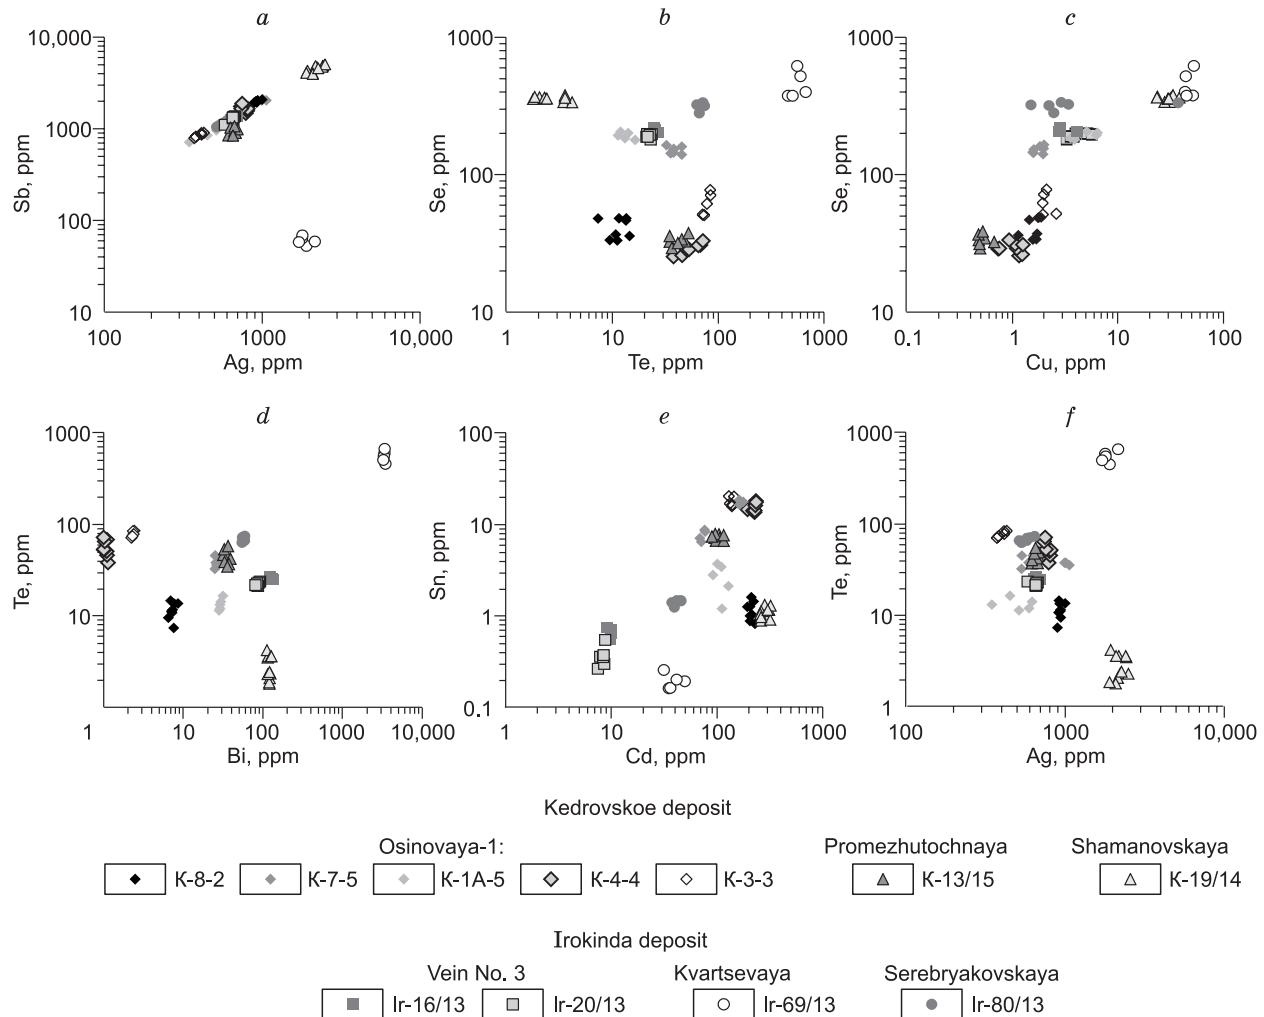 a
b
c
10,000
1000
1000
1000
100
100
100
10
10
10
100
1000
10,000
1
10
100
1000
0.1
1
10
100
Sb, ppm
Se, ppm
Se, ppm
Ag, ppm
Te, ppm
Cu, ppm
d
e
f
1000
100
1000
100
10
100
10
1
10
0.1
1
1
10
100
1000
10,000
1
10
100
1000
100
1000
10,000
Te, ppm
Sn, ppm
Te, ppm
Bi, ppm
Cd, ppm
Ag, ppm
Kedrovskoe deposit
Osinovaya-1:
Promezhutochnaya
Shamanovskaya
K-8-2
K-7-5
K-1A-5
K-4-4
K-3-3
K-13/15
K-19/14
Irokinda deposit
Vein No. 3
Kvartsevaya
Serebryakovskaya
Ir-16/13
Ir-20/13
Ir-69/13
Ir-80/13